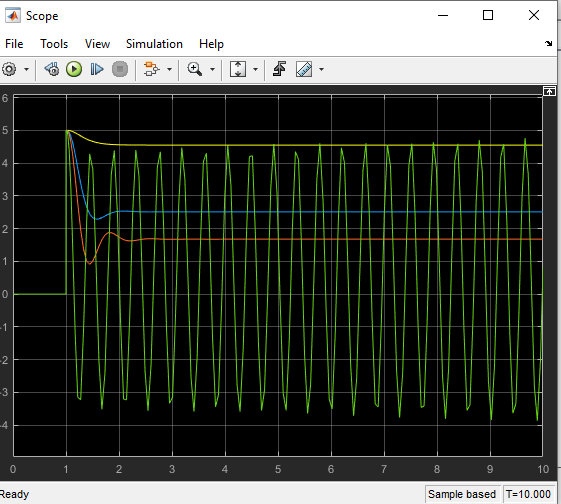 Scope
File Tools View Simulation Help
6
5
4
3
2
1
0
-1
-2
-3
-4
0 1 2 3 4 5 6 7 8 9 10
Ready Sample based T=10.000